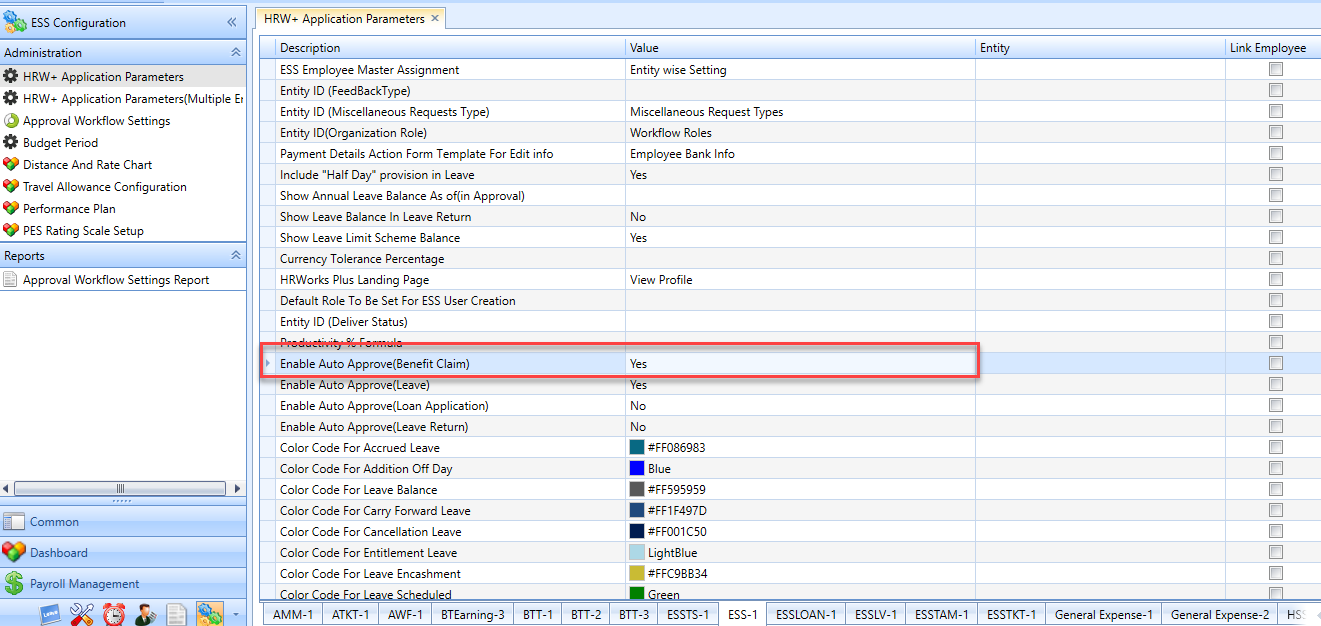 ESS Configuration
Administration
HRW+ Application Parameters
HRW+ Application Parameters(Multiple Er
Approval Workflow Settings
Budget Period
Distance And Rate Chart
Travel Allowance Configuration
Performance Plan
PES Rating Scale Setup
Reports
Approval Workflow Settings Report
Common
Dashboard
Payroll Management
HRW+ Application Parameters
Description Value Entity Link Employee
ESS Employee Master Assignment Entity wise Setting
Entity ID (FeedBackType)
Entity ID (Miscellaneous Requests Type) Miscellaneous Request Types
Entity ID(Organization Role) Workflow Roles
Payment Details Action Form Template For Edit info Employee Bank Info
Include "Half Day" provision in Leave Yes
Show Annual Leave Balance As of(in Approval)
Show Leave Balance In Leave Return No
Show Leave Limit Scheme Balance Yes
Currency Tolerance Percentage
HRWorks Plus Landing Page View Profile
Default Role To Be Set For ESS User Creation
Entity ID (Deliver Status)
Productivity % Formula
Enable Auto Approve(Benefit Claim) Yes
Enable Auto Approve(Leave) Yes
Enable Auto Approve(Loan Application) No
Enable Auto Approve(Leave Return) No
Color Code For Accrued Leave #FF086983
Color Code For Addition Off Day Blue
Color Code For Leave Balance #FF595959
Color Code For Carry Forward Leave #FF1F497D
Color Code For Cancellation Leave #FF001C50
Color Code For Entitlement Leave LightBlue
Color Code For Leave Encashment #FFC9BB34
Color Code For Leave Scheduled Green
AMM-1 ATKT-1 AWF-1 BTEarning-3 BTT-1 BTT-2 BTT-3 ESSTS-1 ESS-1 ESSLOAN-1 ESSLV-1 ESSTAM-1 ESSTKT-1 General Expense-1 General Expense-2 HSS